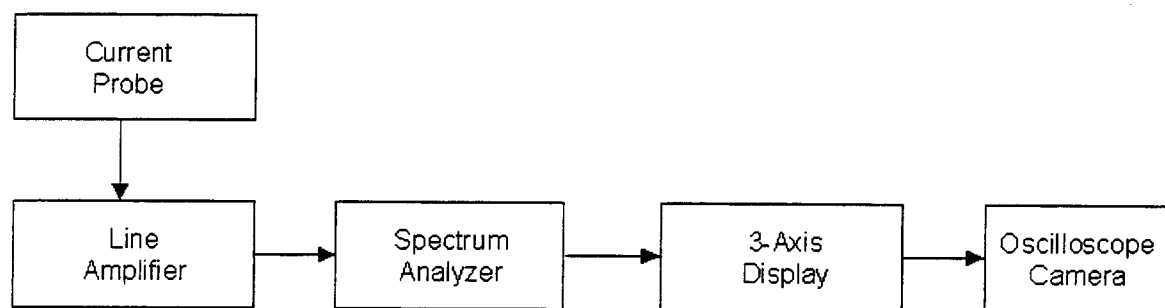 Current
Probe
Line
Amplifier
Spectrum
Analyzer
3-Axis
Display
Oscilloscope
Camera